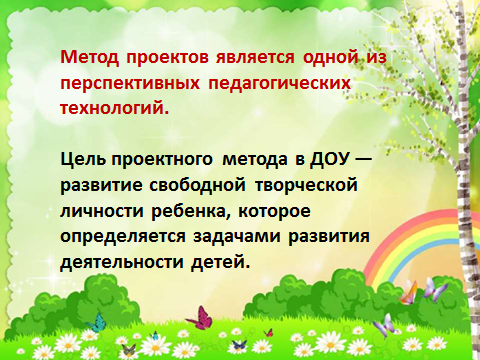 Метод проектов является одной из
перспективных педагогических
технологий.
Цель проектного метода в ДОУ —
развитие свободной творческой
личности ребенка, которое
определяется задачами развития
деятельности детей.